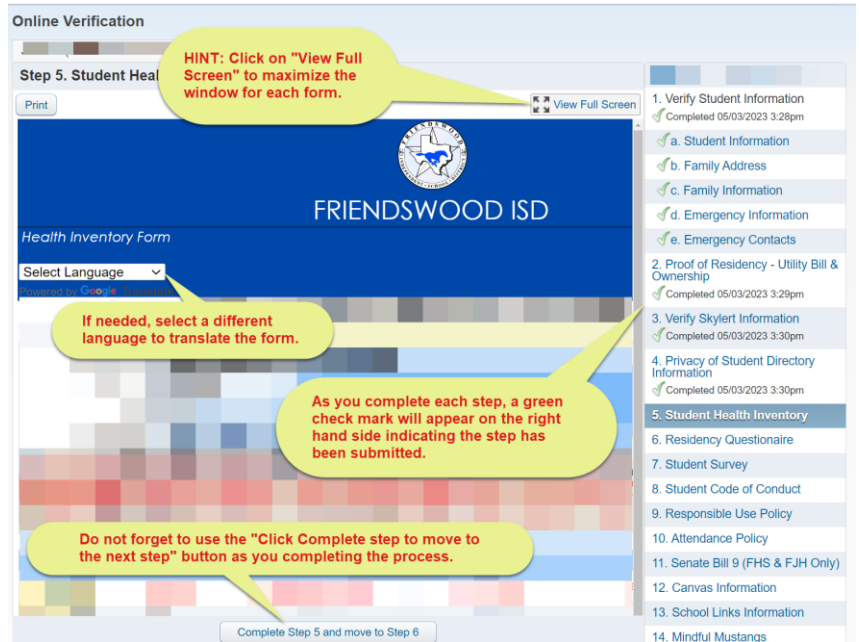 Online Verification
Step 5. Student Heal
HINT: Click on "View Full
Screen" to maximize the
window for each form.
Print
View Full Screen
FRIENDSWOOD ISD
Health Inventory Form
Select Language
Powered by Google Translate
If needed, select a different
language to translate the form.
As you complete each step, a green
check mark will appear on the right
hand side indicating the step has
been submitted.
Do not forget to use the "Click Complete step to move to
the next step" button as you completing the process.
Complete Step 5 and move to Step 6
1. Verify Student Information
Completed 05/03/2023 3:28pm
a. Student Information
b. Family Address
c. Family Information
d. Emergency Information
e. Emergency Contacts
2. Proof of Residency - Utility Bill &
Ownership
Completed 05/03/2023 3:29pm
3. Verify Skylert Information
Completed 05/03/2023 3:30pm
4. Privacy of Student Directory
Information
Completed 05/03/2023 3:30pm
5. Student Health Inventory
6. Residency Questionaire
7. Student Survey
8. Student Code of Conduct
9. Responsible Use Policy
10. Attendance Policy
11. Senate Bill 9 (FHS & FJH Only)
12. Canvas Information
13. School Links Information
14. Mindful Mustangs